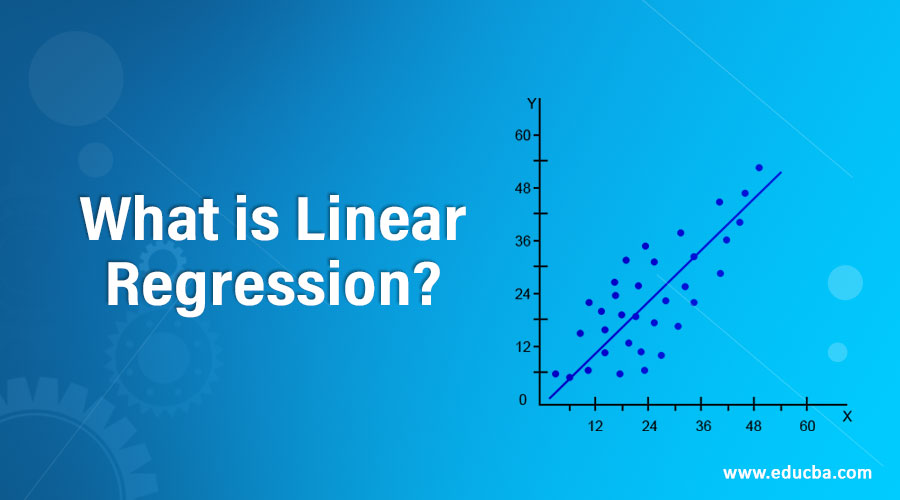 What is Linear
Regression?
Y
60
48
36
24
12
0
12 24 36 48 60
X
www.educba.com